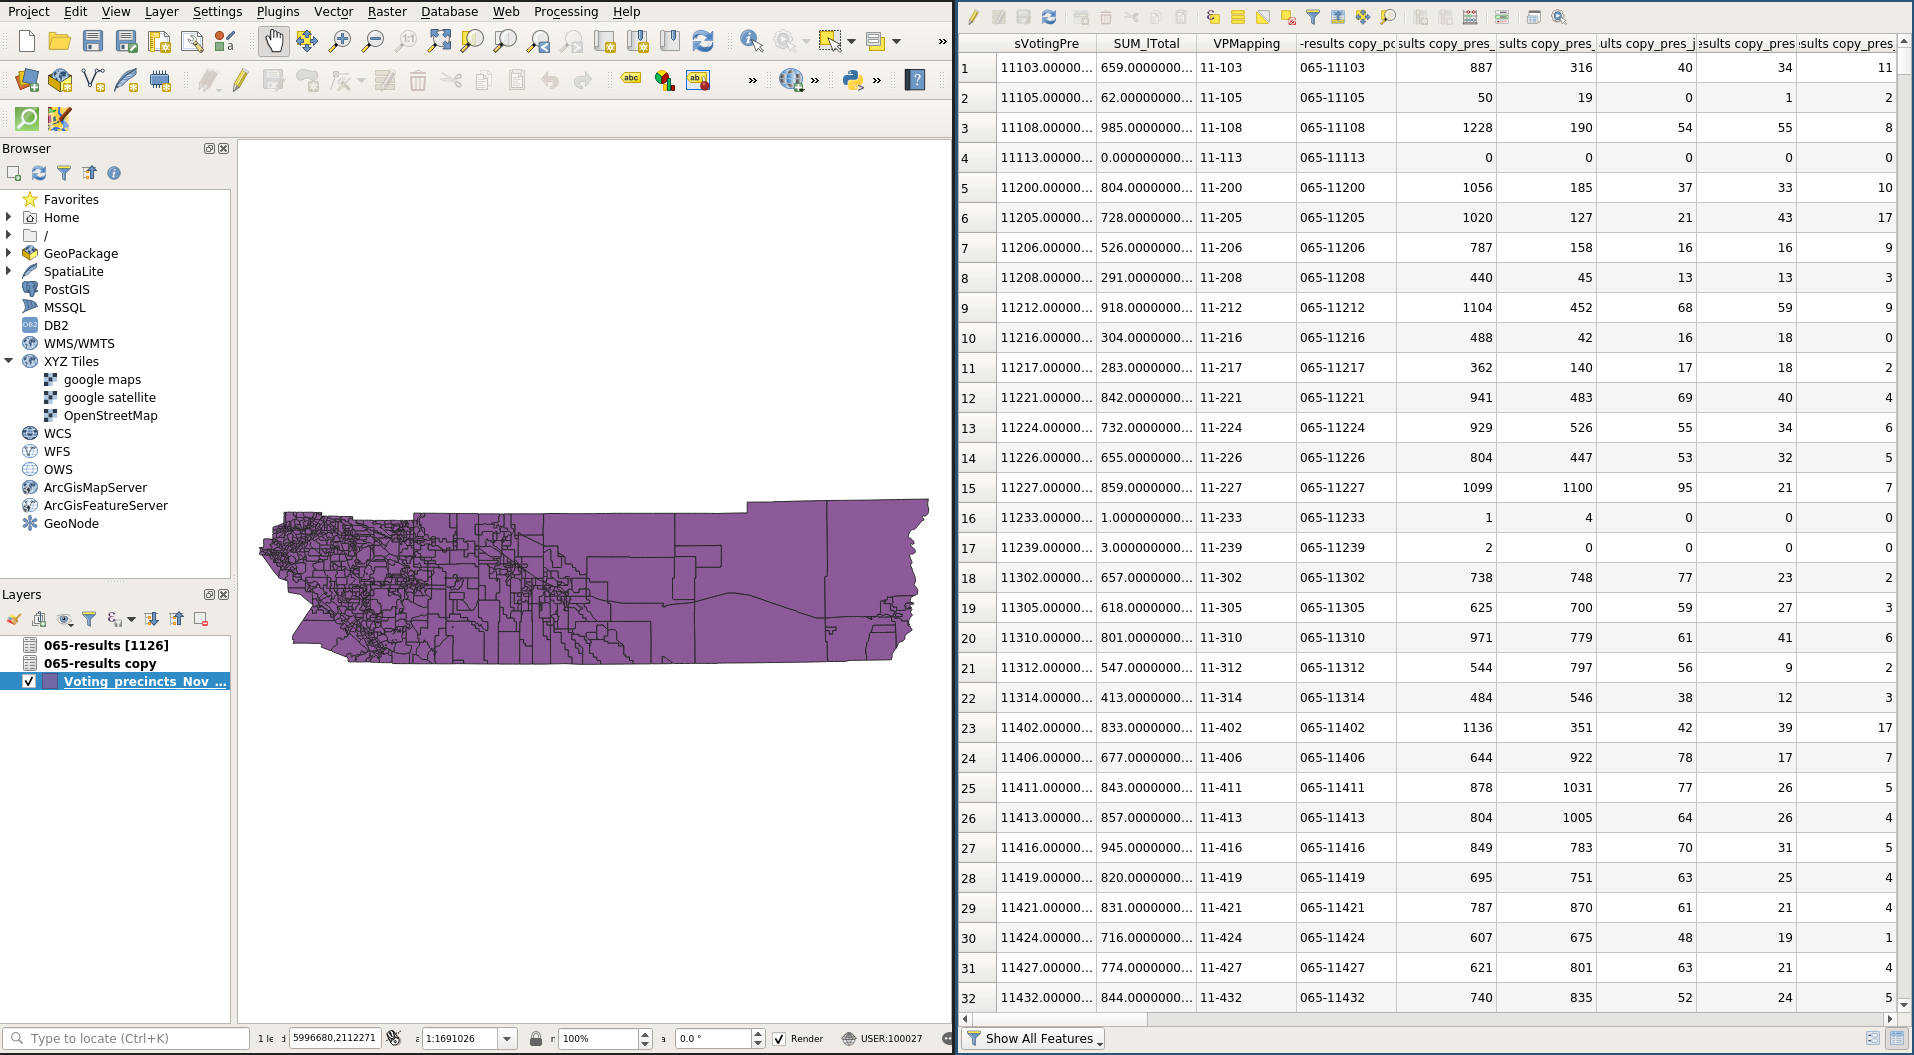 Project Edit View Layer Settings Plugins Vector Raster Database Web Processing Help
»
abc
ab
»
»
?
Browser
Favorites
Home
/
GeoPackage
SpatiaLite
PostGIS
MSSQL
DB2 DB2
WMS/WMTS
XYZ Tiles
google maps
google satellite
OpenStreetMap
WCS
WFS
OWS
ArcGisMapServer
ArcGisFeatureServer
GeoNode
Layers
065-results [1126]
065-results copy
Voting_precincts_Nov_...
Type to locate (Ctrl+K) 5996680,2112271 1:1691026 100% 0.0 ° Render USER:100027
sVotingPre SUM_lTotal VPMapping -results copy_pc sults copy_pres_ sults copy_pres_ ults copy_pres_j esults copy_pres esults copy_pres_
1 11103.00000... 659.0000000... 11-103 065-11103 887 316 40 34 11
2 11105.00000... 62.00000000... 11-105 065-11105 50 19 0 1 2
3 11108.00000... 985.0000000... 11-108 065-11108 1228 190 54 55 8
4 11113.00000... 0.000000000... 11-113 065-11113 0 0 0 0 0
5 11200.00000... 804.0000000... 11-200 065-11200 1056 185 37 33 10
6 11205.00000... 728.0000000... 11-205 065-11205 1020 127 21 43 17
7 11206.00000... 526.0000000... 11-206 065-11206 787 158 16 16 9
8 11208.00000... 291.0000000... 11-208 065-11208 440 45 13 13 3
9 11212.00000... 918.0000000... 11-212 065-11212 1104 452 68 59 9
10 11216.00000... 304.0000000... 11-216 065-11216 488 42 16 18 0
11 11217.00000... 283.0000000... 11-217 065-11217 362 140 17 18 2
12 11221.00000... 842.0000000... 11-221 065-11221 941 483 69 40 4
13 11224.00000... 732.0000000... 11-224 065-11224 929 526 55 34 6
14 11226.00000... 655.0000000... 11-226 065-11226 804 447 53 32 5
15 11227.00000... 859.0000000... 11-227 065-11227 1099 1100 95 21 7
16 11233.00000... 1.000000000... 11-233 065-11233 1 4 0 0 0
17 11239.00000... 3.000000000... 11-239 065-11239 2 0 0 0 0
18 11302.00000... 657.0000000... 11-302 065-11302 738 748 77 23 2
19 11305.00000... 618.0000000... 11-305 065-11305 625 700 59 27 3
20 11310.00000... 801.0000000... 11-310 065-11310 971 779 61 41 6
21 11312.00000... 547.0000000... 11-312 065-11312 544 797 56 9 2
22 11314.00000... 413.0000000... 11-314 065-11314 484 546 38 12 3
23 11402.00000... 833.0000000... 11-402 065-11402 1136 351 42 39 17
24 11406.00000... 677.0000000... 11-406 065-11406 644 922 78 17 7
25 11411.00000... 843.0000000... 11-411 065-11411 878 1031 77 26 5
26 11413.00000... 857.0000000... 11-413 065-11413 804 1005 64 26 4
27 11416.00000... 945.0000000... 11-416 065-11416 849 783 70 31 5
28 11419.00000... 820.0000000... 11-419 065-11419 695 751 63 25 4
29 11421.00000... 831.0000000... 11-421 065-11421 787 870 61 21 4
30 11424.00000... 716.0000000... 11-424 065-11424 607 675 48 19 1
31 11427.00000... 774.0000000... 11-427 065-11427 621 801 63 21 4
32 11432.00000... 844.0000000... 11-432 065-11432 740 835 52 24 5
Show All Features